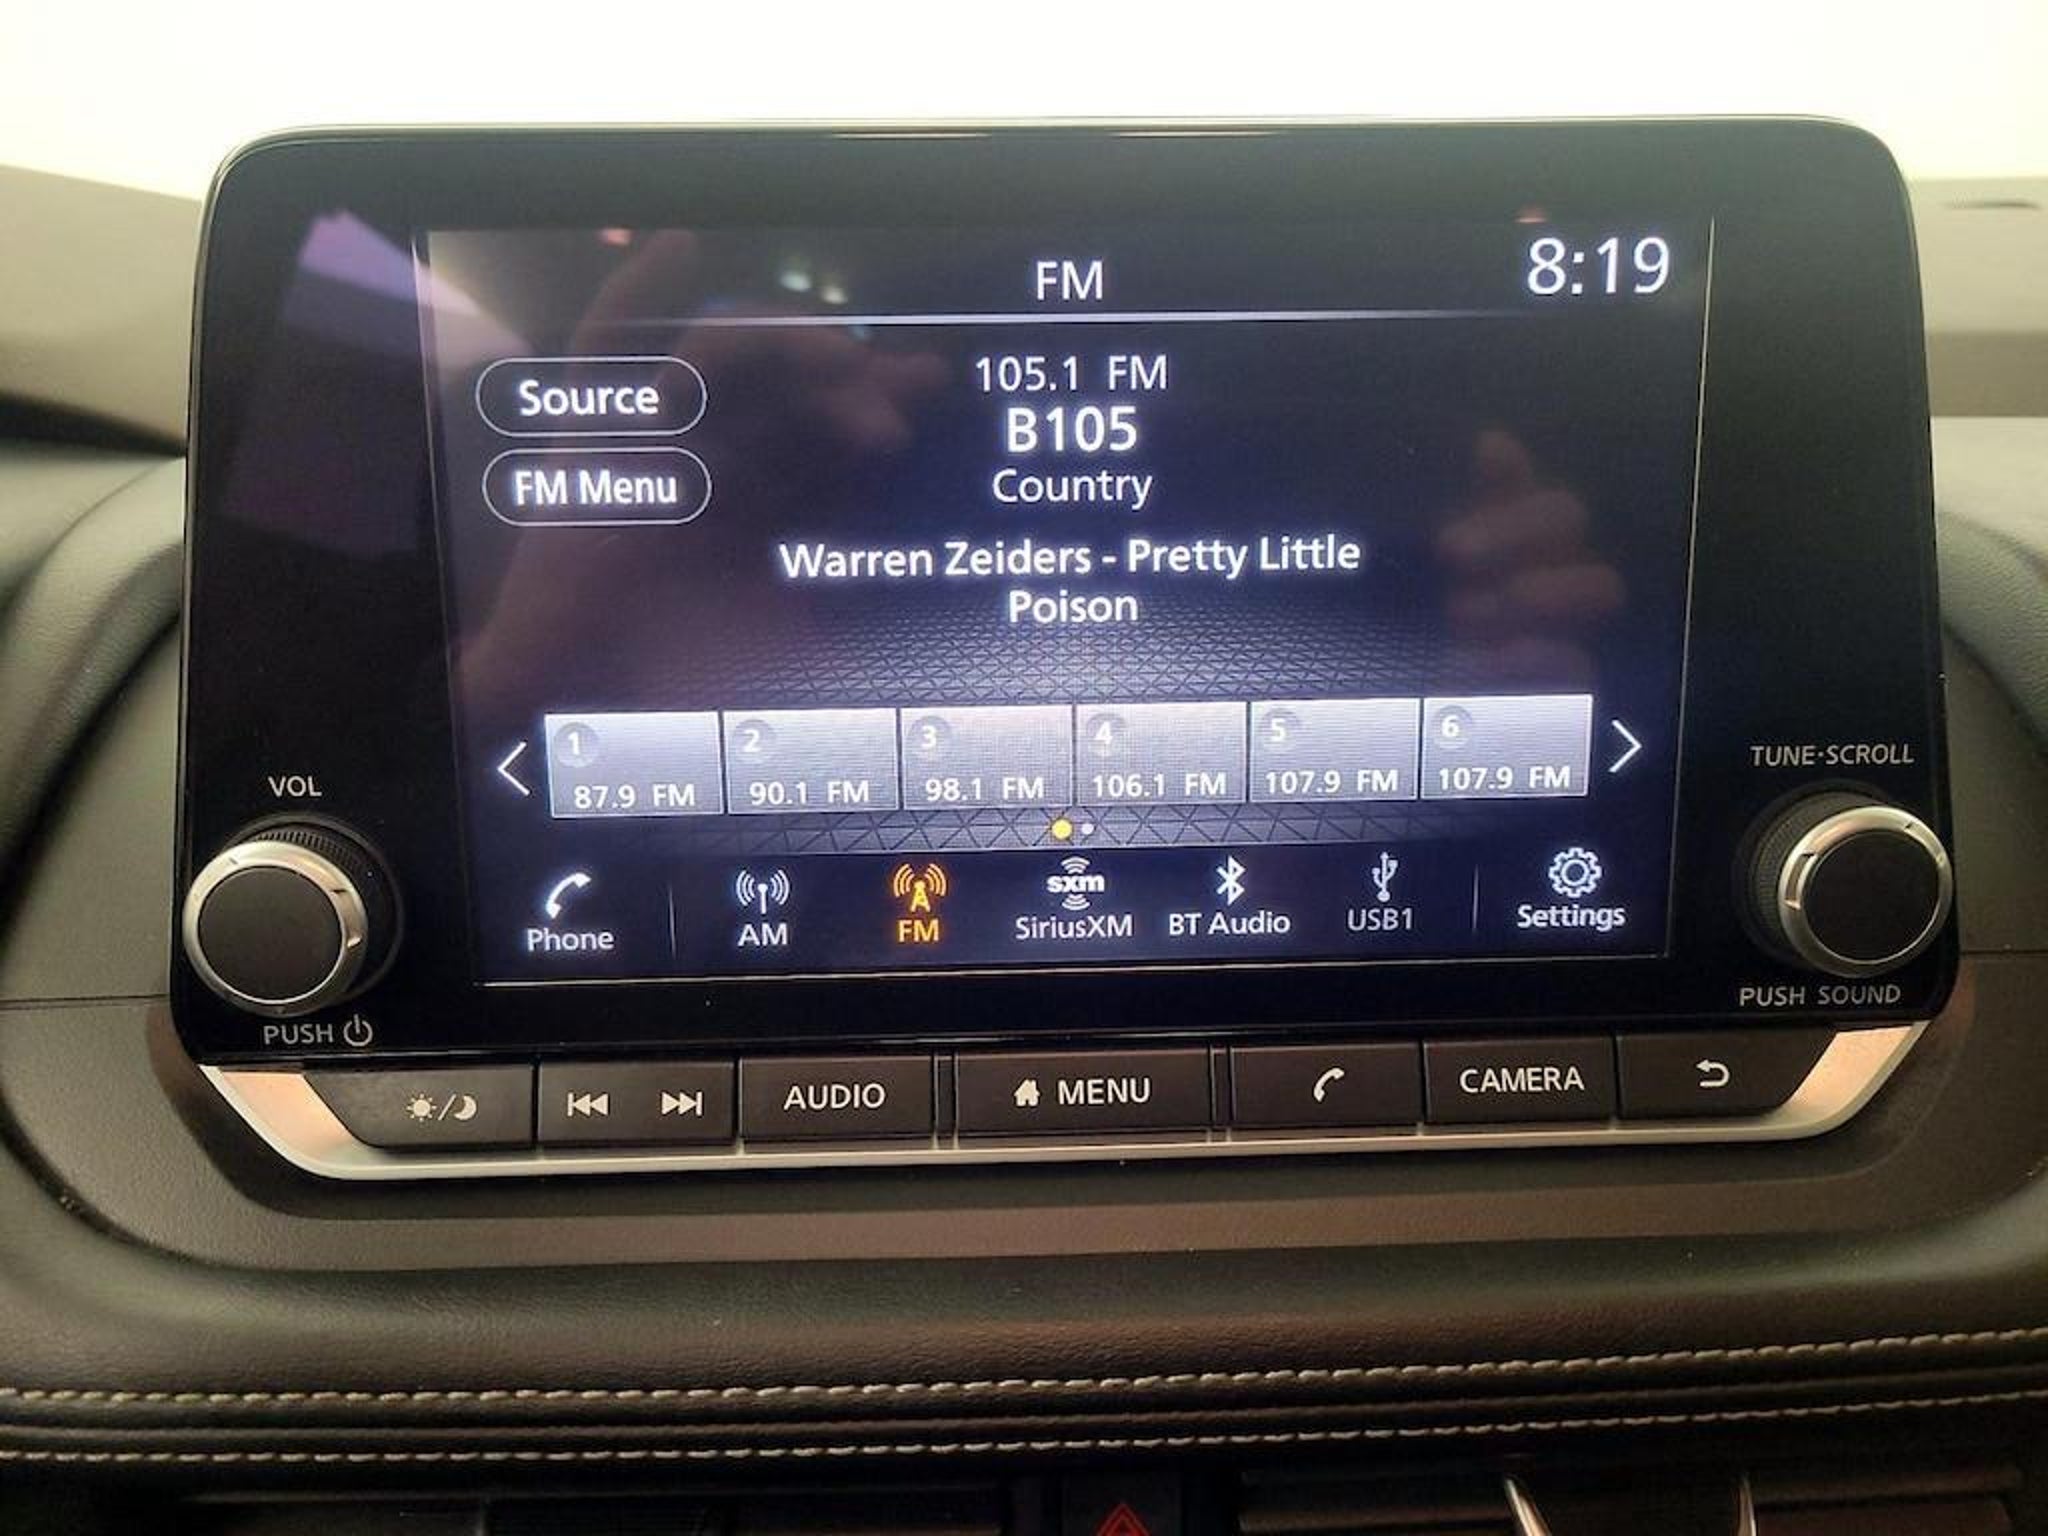 FM
8:19
Source
FM Menu
105.1 FM
B105
Country
Warren Zeiders - Pretty Little
Poison
1
87.9 FM
2
90.1 FM
3
98.1 FM
4
106.1 FM
5
107.9 FM
6
107.9 FM
VOL
PUSH
TUNE·SCROLL
PUSH SOUND
Phone
AM
FM
sxm
SiriusXM
BT Audio
USB1
Settings
AUDIO
MENU
CAMERA